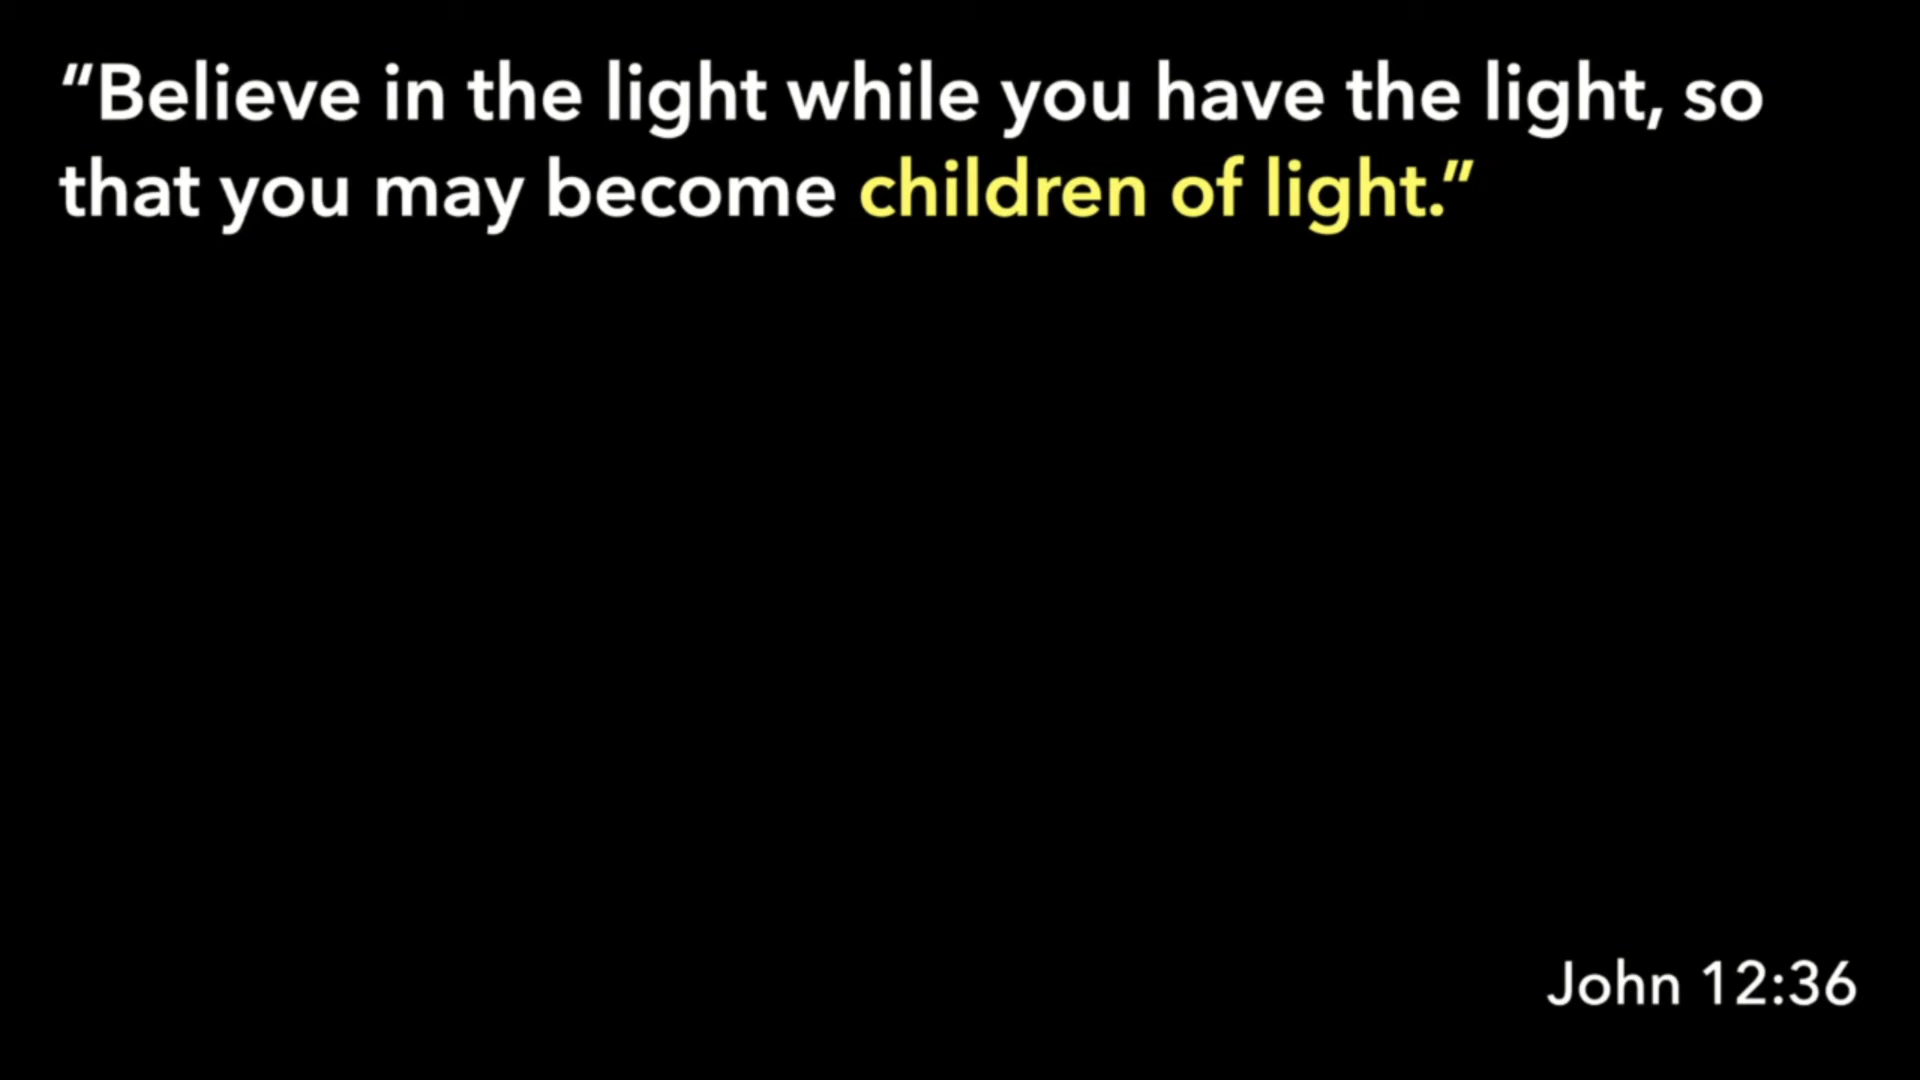 “Believe in the light while you have the light, so
that you may become children of light.”
John 12:36